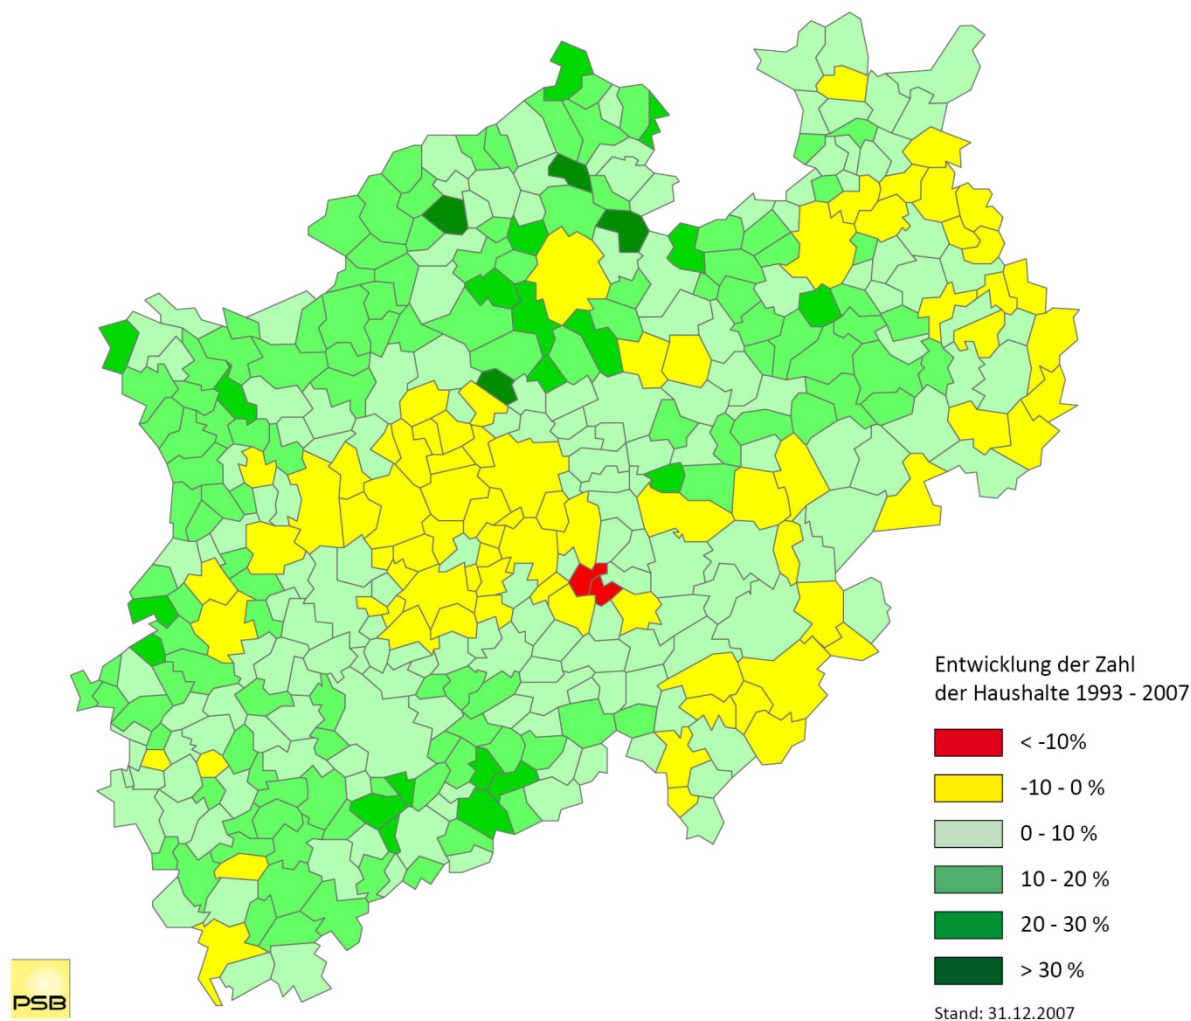 Entwicklung der Zahl
der Haushalte 1993 - 2007
< -10%
-10 - 0 %
0 - 10 %
10 - 20 %
20 - 30 %
> 30 %
Stand: 31.12.2007
PSB